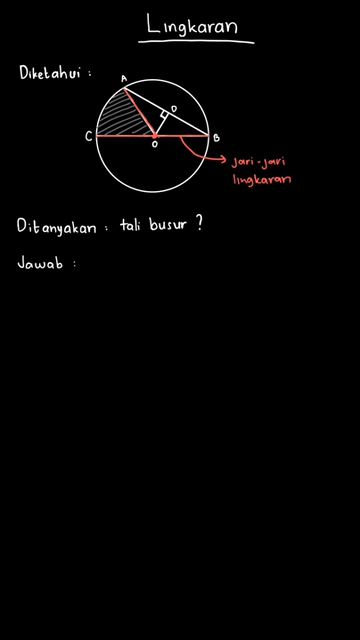 Lingkaran
Diketahui :
A
D
C
B
O
Jari-jari
lingkaran
Ditanyakan : tali busur ?
Jawab :